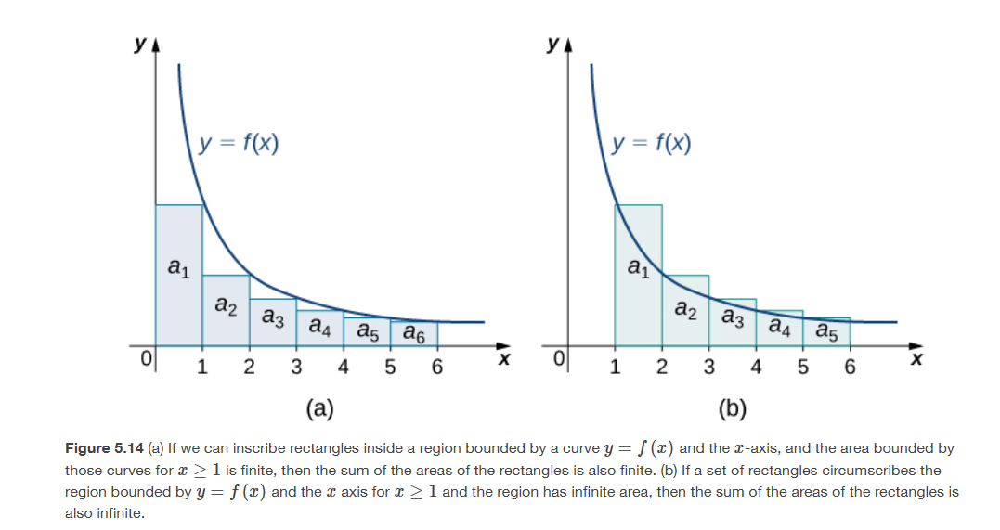 y
y = f(x)
a₁
a₂
a₃
a₄
a₅
a₆
0
1 2 3 4 5 6
x
(a)
y
y = f(x)
a₁
a₂
a₃
a₄
a₅
0
1 2 3 4 5 6
x
(b)
Figure 5.14 (a) If we can inscribe rectangles inside a region bounded by a curve y = f (x) and the x-axis, and the area bounded by
those curves for x ≥ 1 is finite, then the sum of the areas of the rectangles is also finite. (b) If a set of rectangles circumscribes the
region bounded by y = f (x) and the x axis for x ≥ 1 and the region has infinite area, then the sum of the areas of the rectangles is
also infinite.